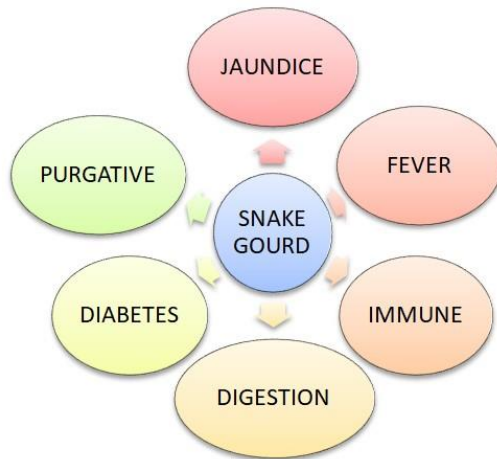 JAUNDICE
FEVER
PURGATIVE
SNAKE
GOURD
DIABETES
IMMUNE
DIGESTION